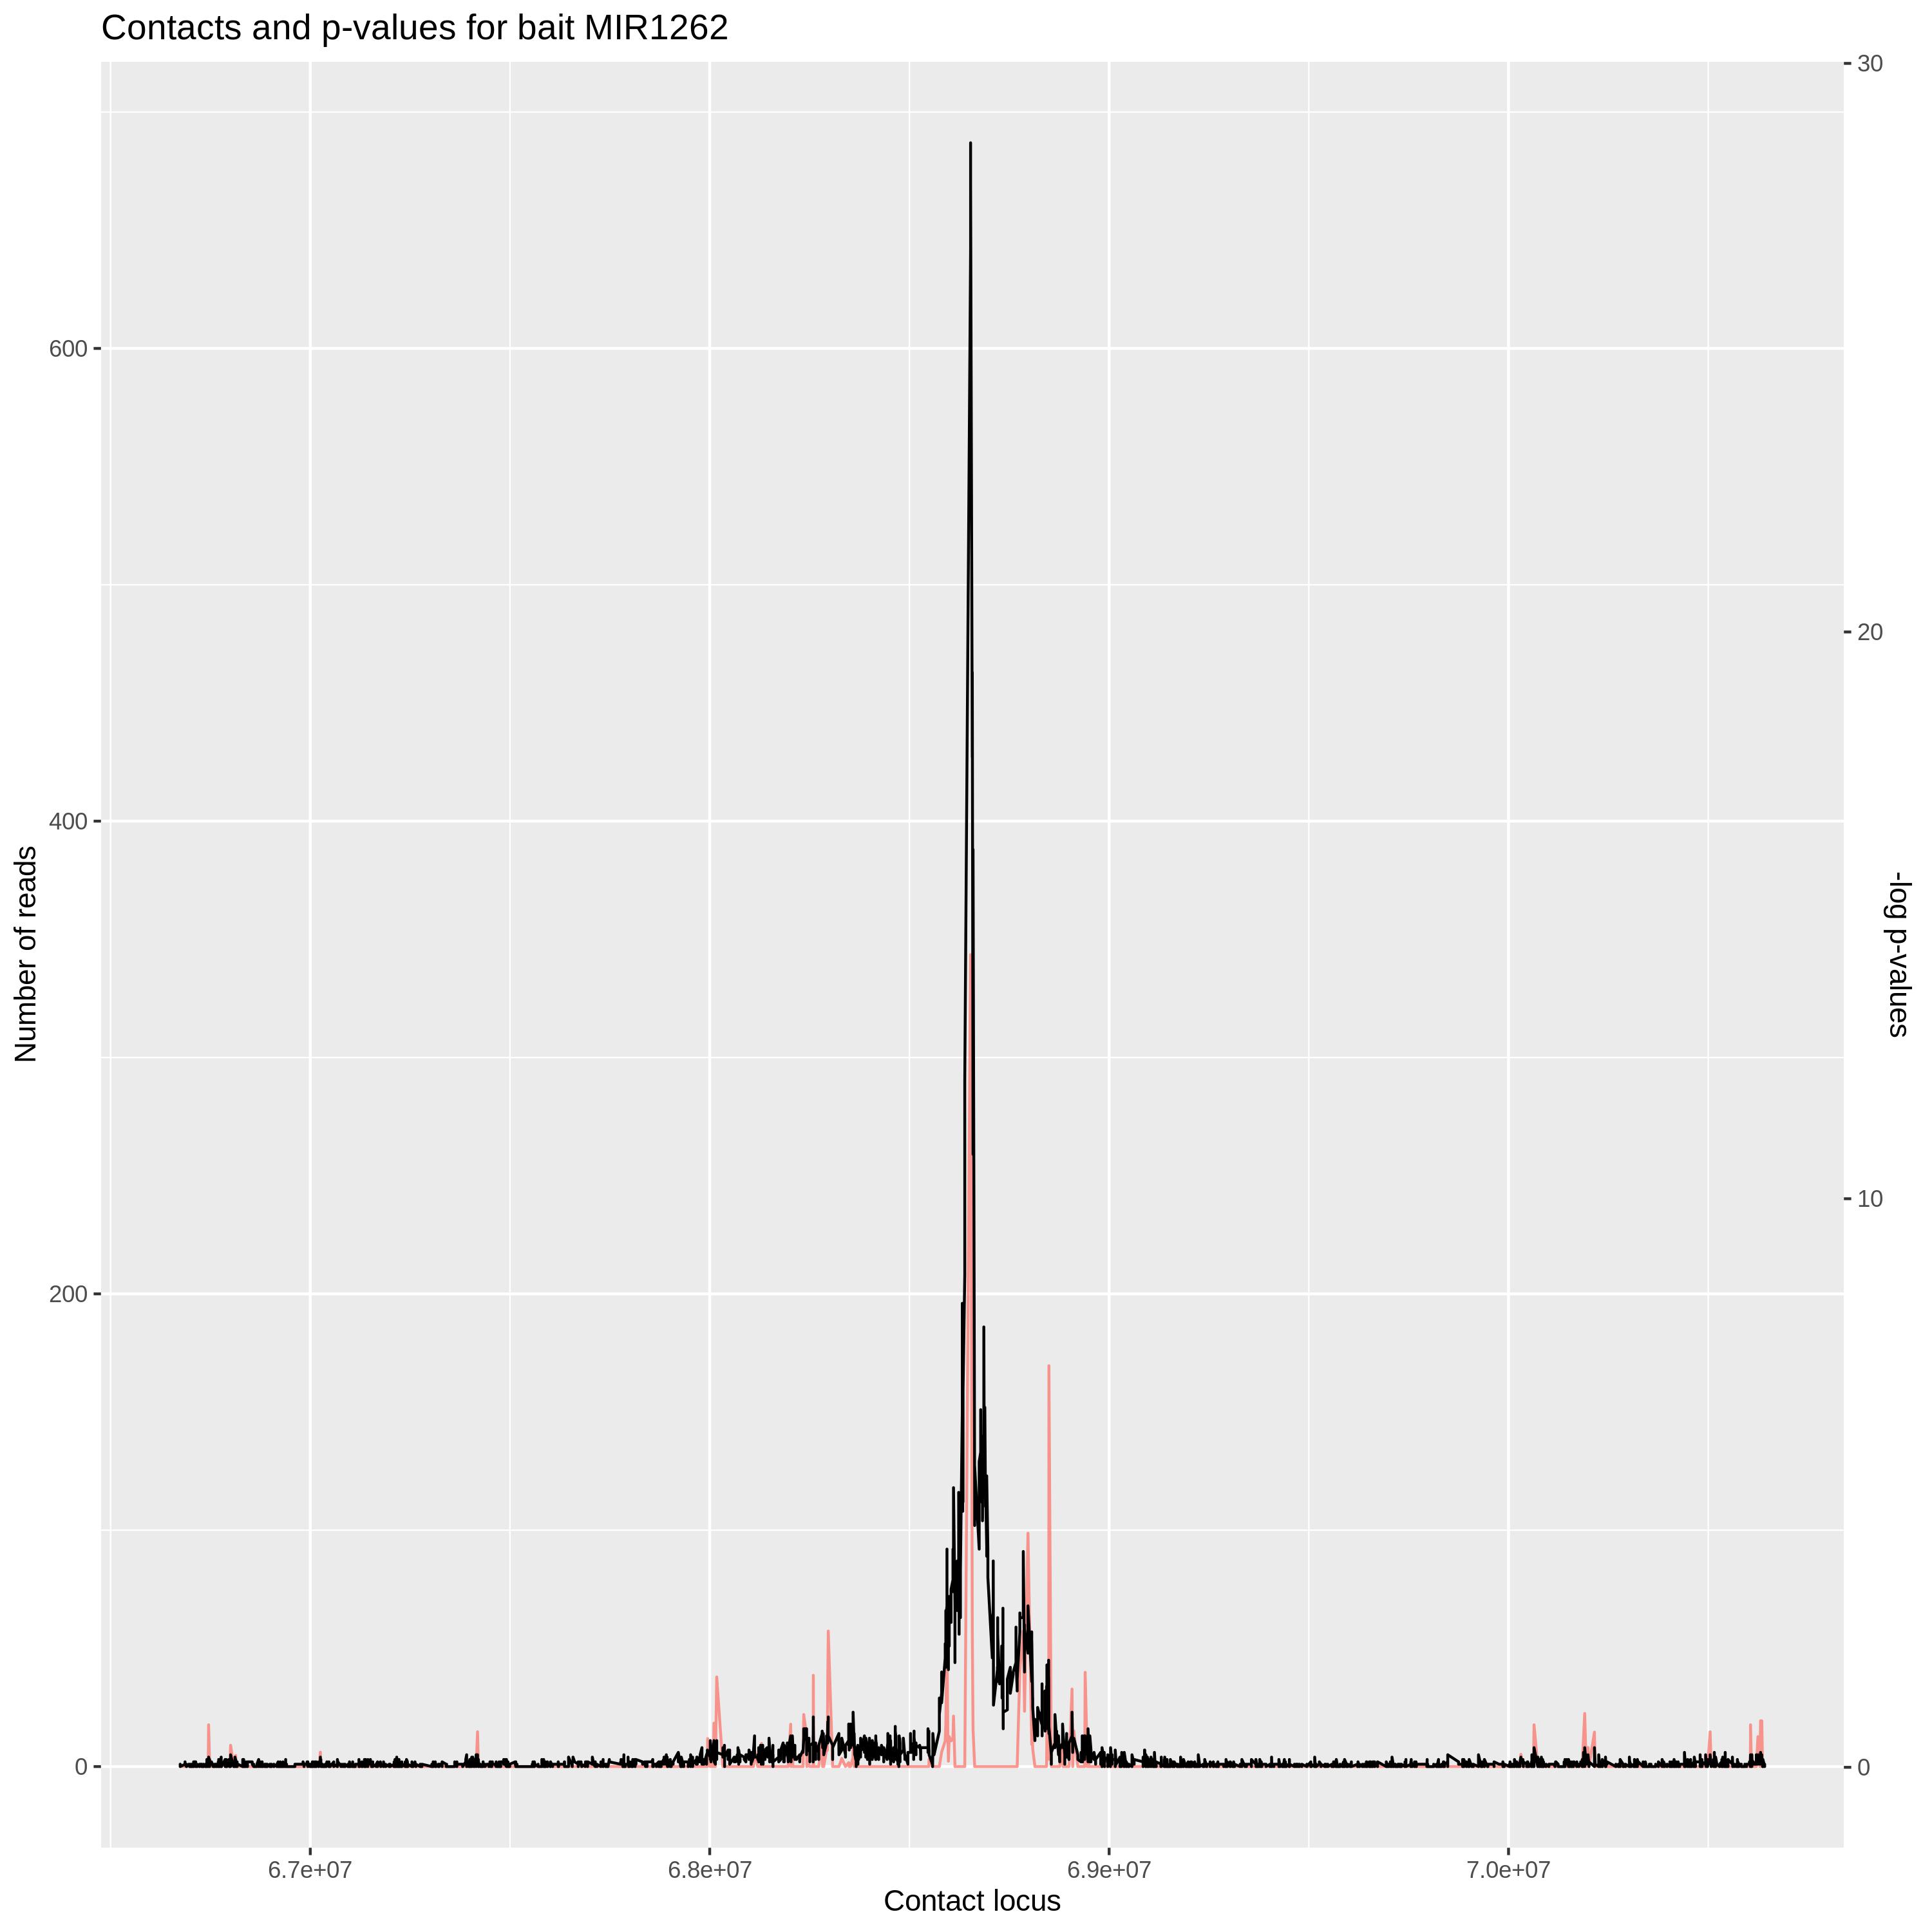 Contacts and p-values for bait MIR1262
30
600
20
400
Number of reads
-log p-values
10
200
0
0
6.7e+07 6.8e+07 6.9e+07 7.0e+07
Contact locus